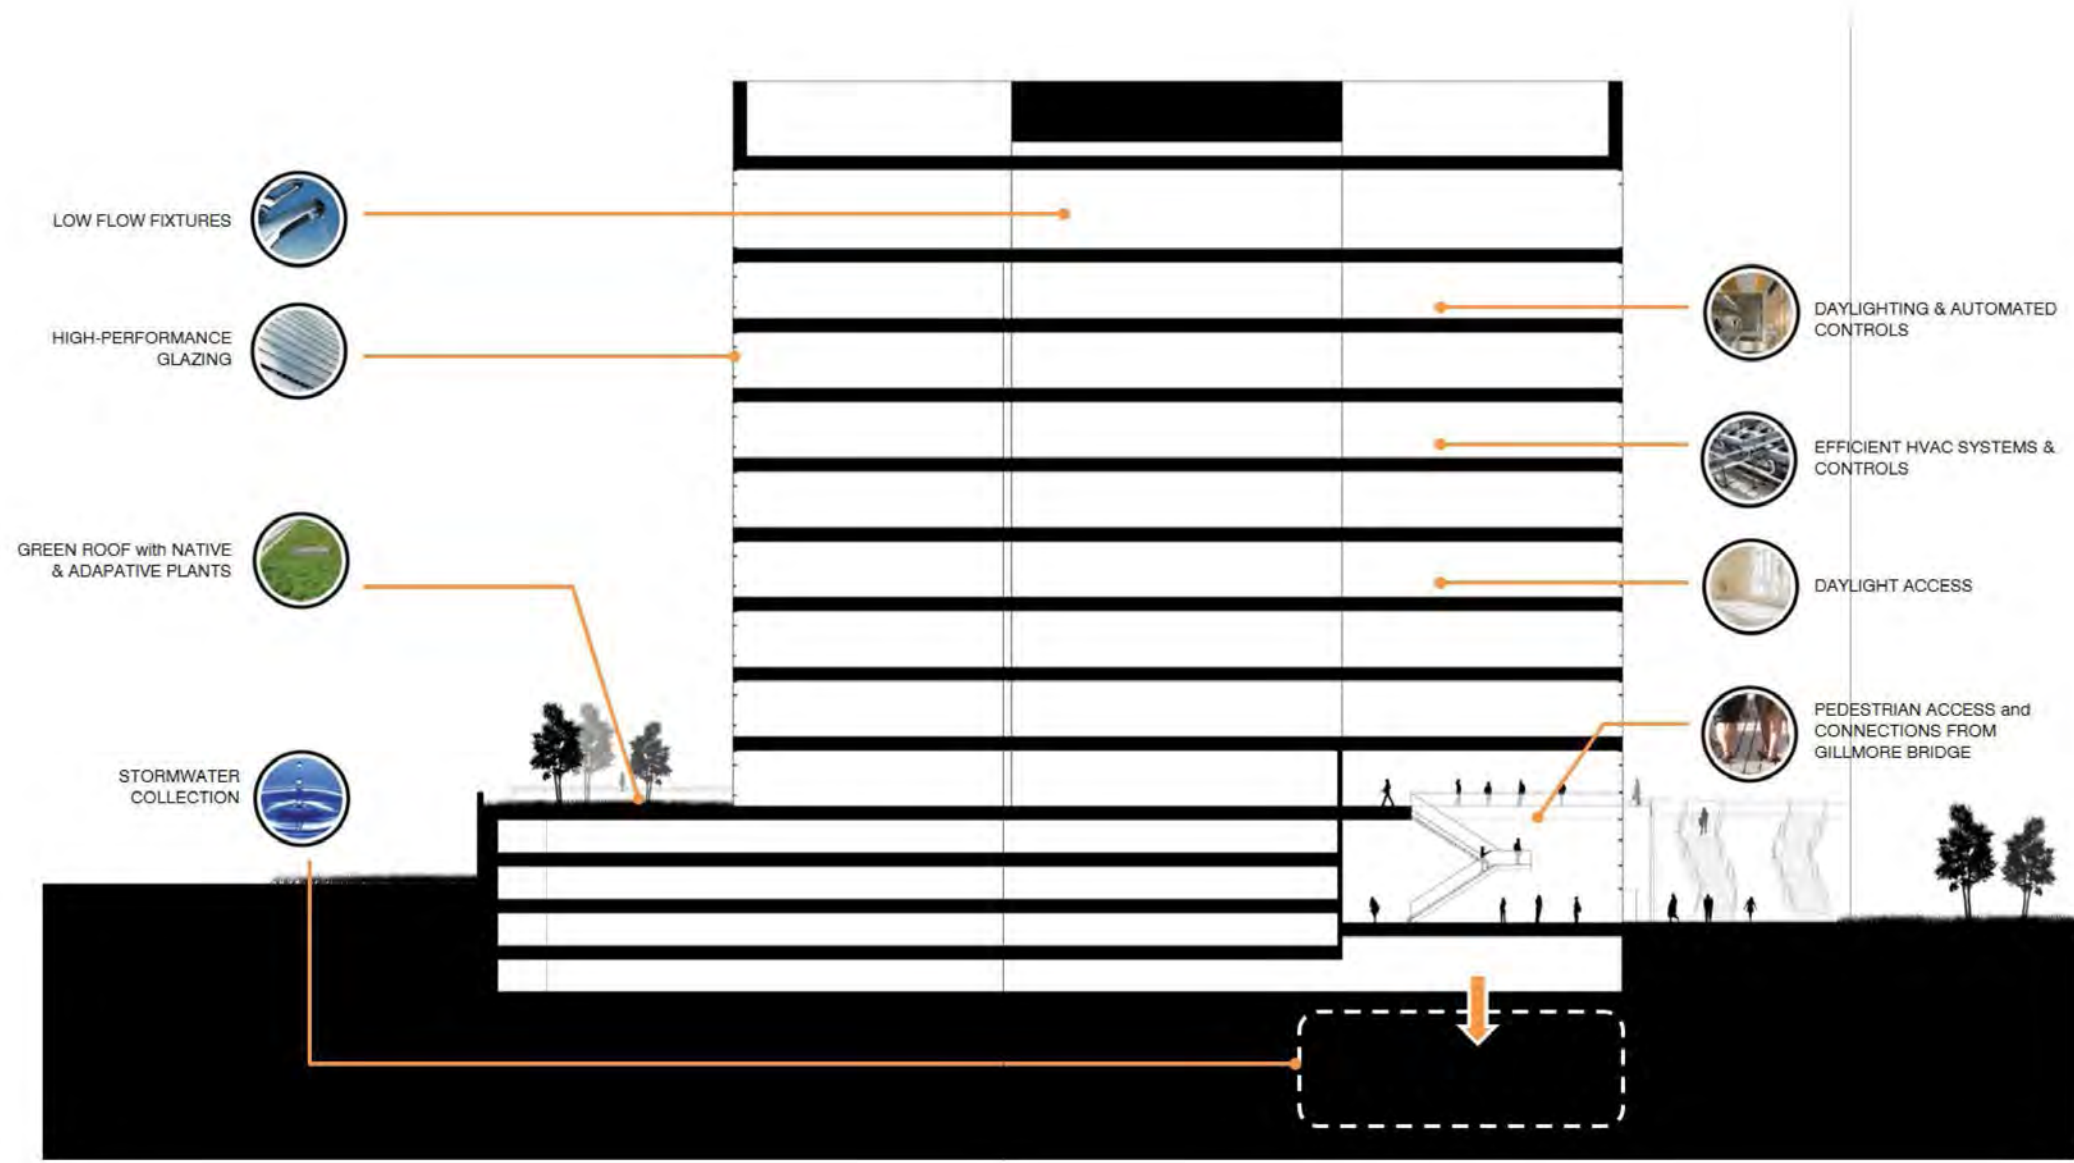 LOW FLOW FIXTURES
HIGH-PERFORMANCE
GLAZING
GREEN ROOF with NATIVE
& ADAPATIVE PLANTS
STORMWATER
COLLECTION
DAYLIGHTING & AUTOMATED
CONTROLS
EFFICIENT HVAC SYSTEMS &
CONTROLS
DAYLIGHT ACCESS
PEDESTRIAN ACCESS and
CONNECTIONS FROM
GILLMORE BRIDGE